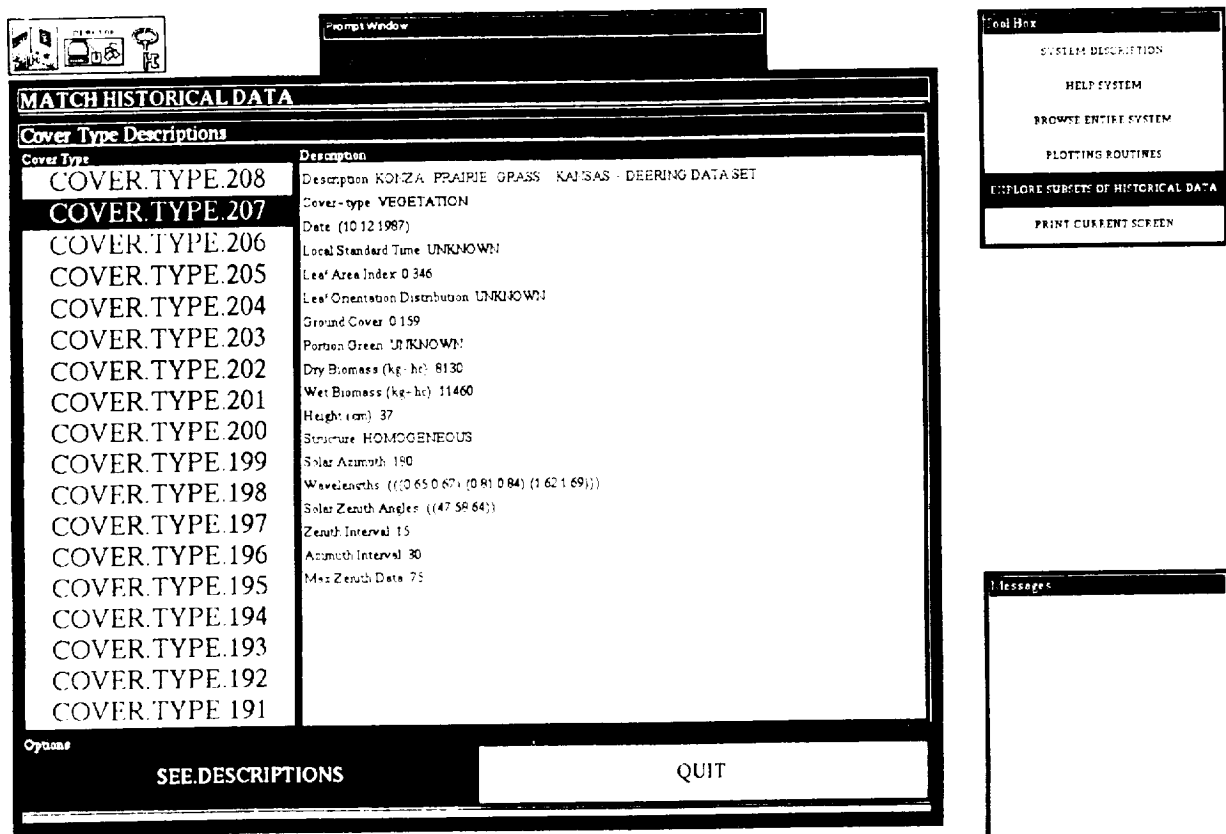 Prompt Window
MATCH HISTORICAL DATA
Cover Type Descriptions
Cover Type
COVER.TYPE.208
COVER.TYPE.207
COVER.TYPE.206
COVER.TYPE.205
COVER.TYPE.204
COVER.TYPE.203
COVER.TYPE.202
COVER.TYPE.201
COVER.TYPE.200
COVER.TYPE.199
COVER.TYPE.198
COVER.TYPE.197
COVER.TYPE.196
COVER.TYPE.195
COVER.TYPE.194
COVER.TYPE.193
COVER.TYPE.192
COVER.TYPE 191
Description
Description KONZA PRAIRIE GRASS KANSAS - DEERING DATA SET
Cover-type VEGETATION
Date (10 12 1987)
Local Standard Time UNKNOWN
Leaf Area Index 0 346
Leaf Orientation Distribution UNKNOWN
Ground Cover 0 159
Portion Green UNKNOWN
Dry Biomass (kg-hc) 8130
Wet Biomass (kg-hc) 11460
Height (cm) 37
Structure HOMOGENEOUS
Solar Azimuth 180
Wavelengths (((0 65 0 67) (0 81 0 84) (1 62 1 69)))
Solar Zenith Angles ((47 58 64))
Zenith Interval 15
Azimuth Interval 30
Max Zenith Data 75
Options
SEE.DESCRIPTIONS
QUIT
Tool Box
SYSTEM DESCRIPTION
HELP SYSTEM
BROWSE ENTIRE SYSTEM
PLOTTING ROUTINES
EXPLORE SUBSETS OF HISTORICAL DATA
PRINT CURRENT SCREEN
Messages